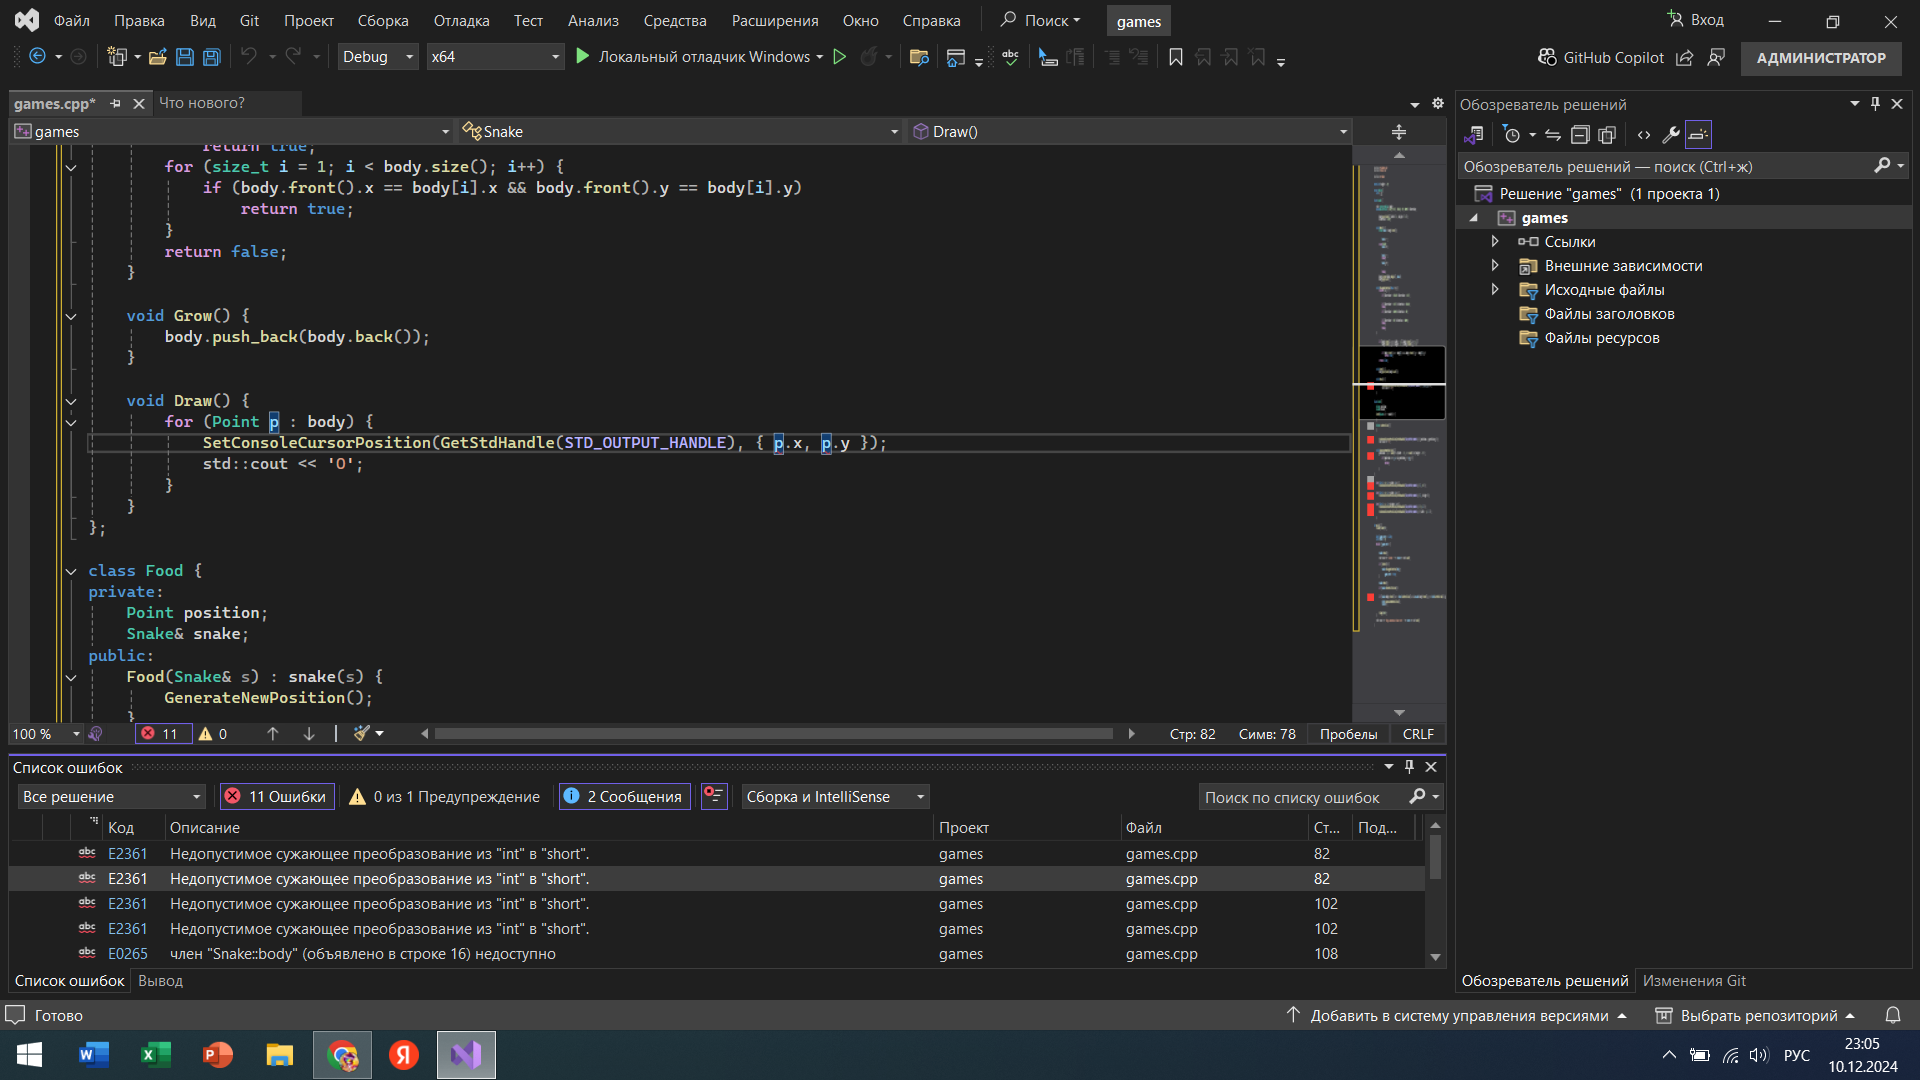 Файл Правка Вид Git Проект Сборка Отладка Тест Анализ Средства Расширения Окно Справка Поиск games Вход
Debug x64 Локальный отладчик Windows abc GitHub Copilot АДМИНИСТРАТОР
games.cpp* Что нового?
games Snake Draw()
return true;
for (size_t i = 1; i < body.size(); i++) {
if (body.front().x == body[i].x && body.front().y == body[i].y)
return true;
}
return false;
}
void Grow() {
body.push_back(body.back());
}
void Draw() {
for (Point p : body) {
SetConsoleCursorPosition(GetStdHandle(STD_OUTPUT_HANDLE), { p.x, p.y });
std::cout << 'O';
}
}
};
class Food {
private:
Point position;
Snake& snake;
public:
Food(Snake& s) : snake(s) {
GenerateNewPosition();
}
100 % 11 0 Стр: 82 Симв: 78 Пробелы CRLF
Список ошибок
Все решение 11 Ошибки 0 из 1 Предупреждение 2 Сообщения Сборка и IntelliSense Поиск по списку ошибок
Код Описание Проект Файл Ст... Под...
abc E2361 Недопустимое сужающее преобразование из "int" в "short". games games.cpp 82
abc E2361 Недопустимое сужающее преобразование из "int" в "short". games games.cpp 82
abc E2361 Недопустимое сужающее преобразование из "int" в "short". games games.cpp 102
abc E2361 Недопустимое сужающее преобразование из "int" в "short". games games.cpp 102
abc E0265 член "Snake::body" (объявлено в строке 16) недоступно games games.cpp 108
Список ошибок Вывод
Обозреватель решений
Обозреватель решений — поиск (Ctrl+ж)
Решение "games" (1 проекта 1)
games
Ссылки
Внешние зависимости
Исходные файлы
Файлы заголовков
Файлы ресурсов
Обозреватель решений Изменения Git
Готово Добавить в систему управления версиями Выбрать репозиторий
РУС 23:05
10.12.2024